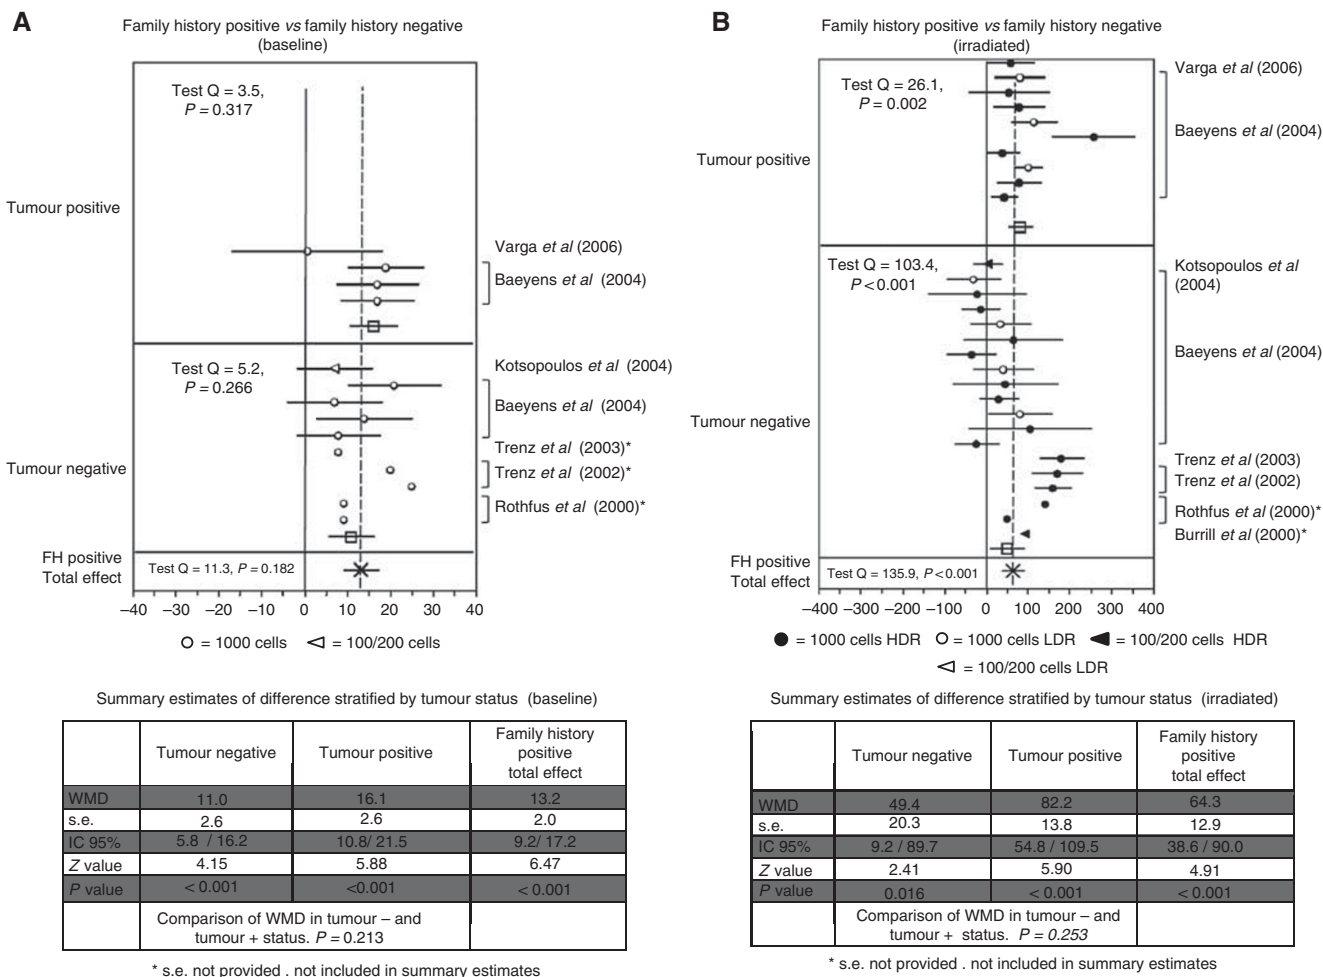 A
Family history positive vs family history negative
(baseline)
Test Q = 3.5,
P = 0.317
Tumour positive
Varga et al (2006)
Baeyens et al (2004)
Test Q = 5.2,
P = 0.266
Kotsopoulos et al (2004)
Baeyens et al (2004)
Trenz et al (2003)*
Tumour negative
Trenz et al (2002)*
Rothfus et al (2000)*
FH positive
Total effect
Test Q = 11.3, P = 0.182
–40 –30 –20 –10 0 10 20 30 40
= 1000 cells = 100/200 cells
Summary estimates of difference stratified by tumour status (baseline)
Tumour negative Tumour positive Family history
positive
total effect
WMD 11.0 16.1 13.2
s.e. 2.6 2.6 2.0
IC 95% 5.8 / 16.2 10.8/ 21.5 9.2/ 17.2
Z value 4.15 5.88 6.47
P value < 0.001 <0.001 < 0.001
Comparison of WMD in tumour – and
tumour + status. P = 0.213
* s.e. not provided . not included in summary estimates
B
Family history positive vs family history negative
(irradiated)
Test Q = 26.1,
P = 0.002
Varga et al (2006)
Baeyens et al (2004)
Tumour positive
Test Q = 103.4,
P < 0.001
Kotsopoulos et al
(2004)
Baeyens et al (2004)
Tumour negative
Trenz et al (2003)
Trenz et al (2002)
Rothfus et al (2000)*
Burrill et al (2000)*
FH positive
Total effect
Test Q = 135.9, P < 0.001
–400 –300 –200 –100 0 100 200 300 400
= 1000 cells HDR = 1000 cells LDR = 100/200 cells HDR
= 100/200 cells LDR
Summary estimates of difference stratified by tumour status (irradiated)
Tumour negative Tumour positive Family history
positive
total effect
WMD 49.4 82.2 64.3
s.e. 20.3 13.8 12.9
IC 95% 9.2 / 89.7 54.8 / 109.5 38.6 / 90.0
Z value 2.41 5.90 4.91
P value 0.016 < 0.001 < 0.001
Comparison of WMD in tumour – and
tumour + status. P = 0.253
* s.e. not provided . not included in summary estimates